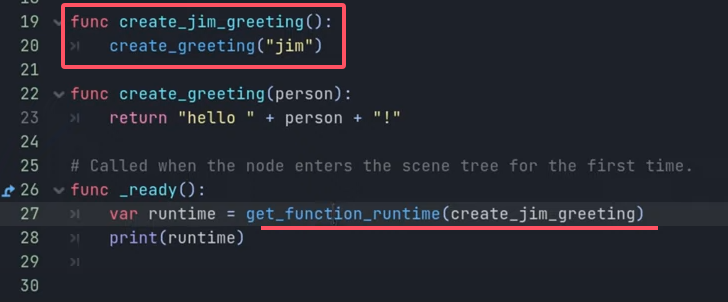 19 func create_jim_greeting():
20 create_greeting("jim")
21
22 func create_greeting(person):
23 return "hello " + person + "!"
24
25 # Called when the node enters the scene tree for the first time.
26 func _ready():
27 var runtime = get_function_runtime(create_jim_greeting)
28 print(runtime)
29
30